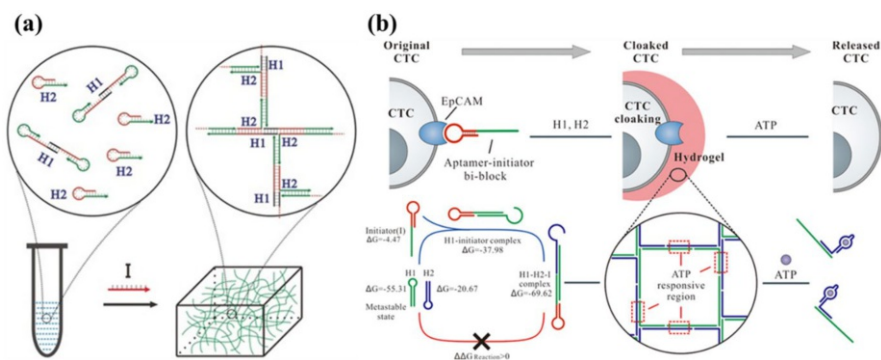 (a)
H2
H1
H2
H2
H1
H2
H2
H1
H2
H2
H1
H2
H2
H1
I
(b)
Original
CTC
Cloaked
CTC
Released
CTC
CTC
EpCAM
Aptamer-initiator
bi-block
H1, H2
CTC
cloaking
Hydrogel
ATP
CTC
Initiator(I)
ΔG=-4.47
H1-initiator complex
ΔG=-37.98
H1
H2
ΔG=-55.31
ΔG=-20.67
Metastable
state
H1-H2-I
complex
ΔG=-69.62
ΔΔG Reaction>0
ATP
responsive
region
ATP